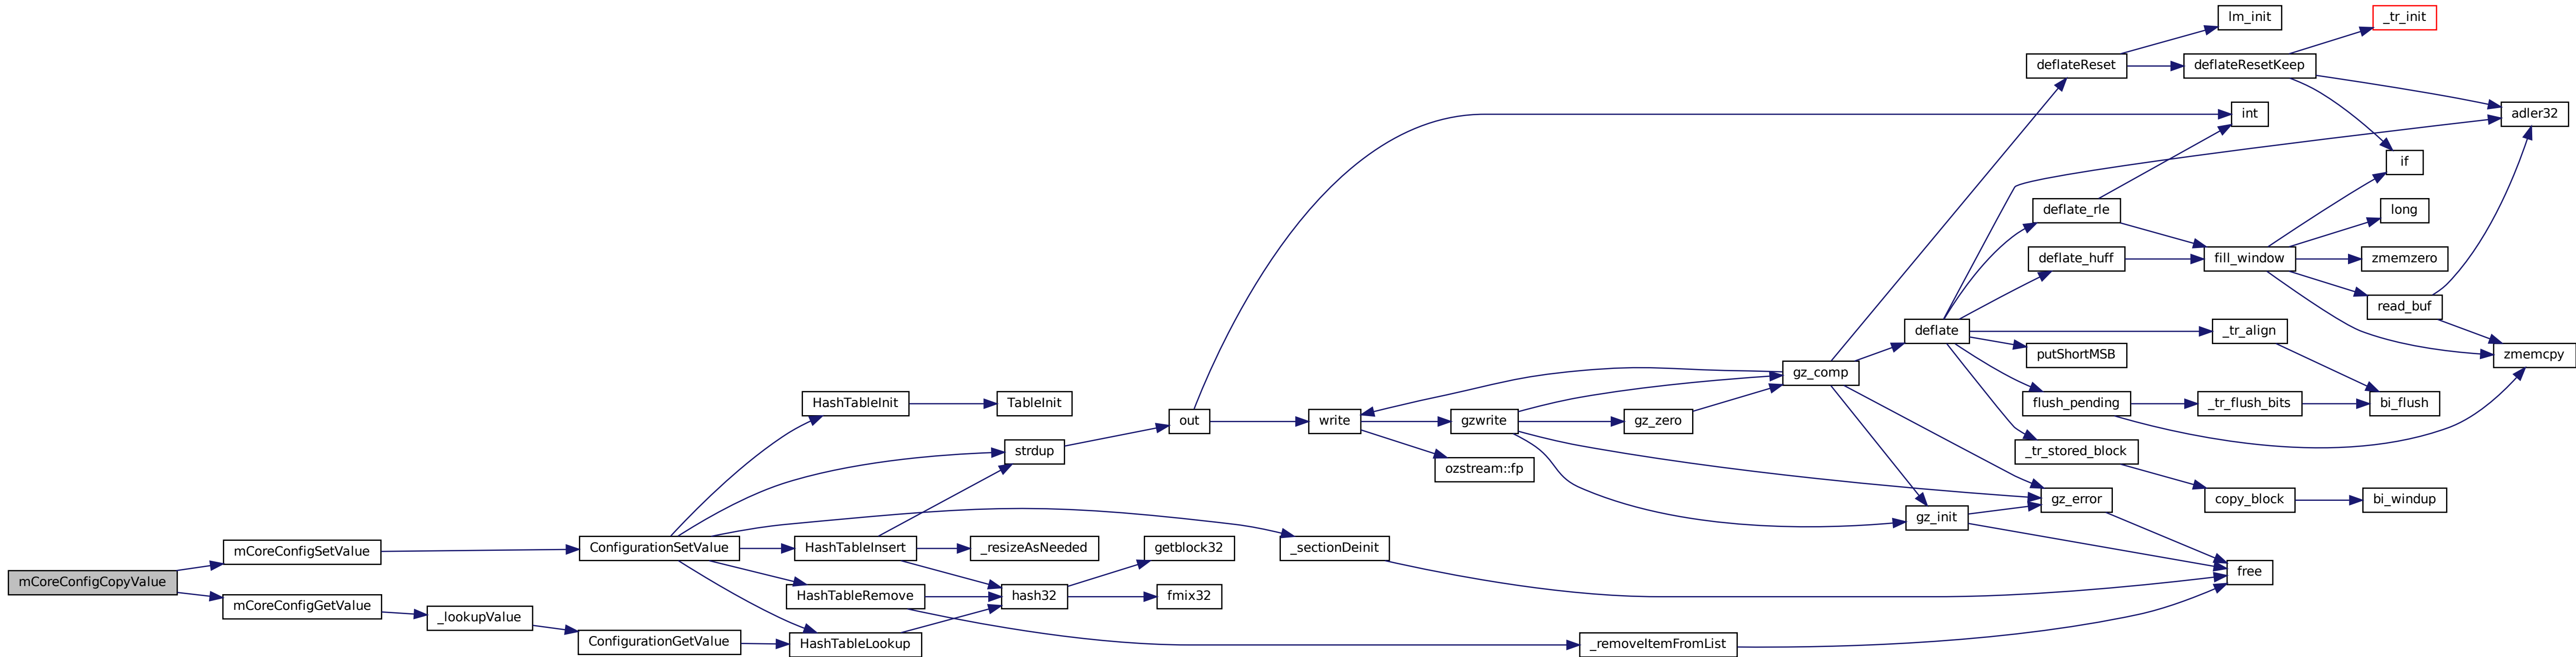 lm_init
_tr_init
deflateReset
deflateResetKeep
int
adler32
if
deflate_rle
long
deflate_huff
fill_window
zmemzero
read_buf
deflate
_tr_align
putShortMSB
zmemcpy
gz_comp
HashTableInit
TableInit
flush_pending
_tr_flush_bits
bi_flush
out
write
gzwrite
gz_zero
strdup
_tr_stored_block
ozstream::fp
gz_error
copy_block
bi_windup
gz_init
mCoreConfigSetValue
ConfigurationSetValue
HashTableInsert
_resizeAsNeeded
getblock32
_sectionDeinit
free
mCoreConfigCopyValue
HashTableRemove
hash32
fmix32
mCoreConfigGetValue
_lookupValue
ConfigurationGetValue
HashTableLookup
_removeItemFromList